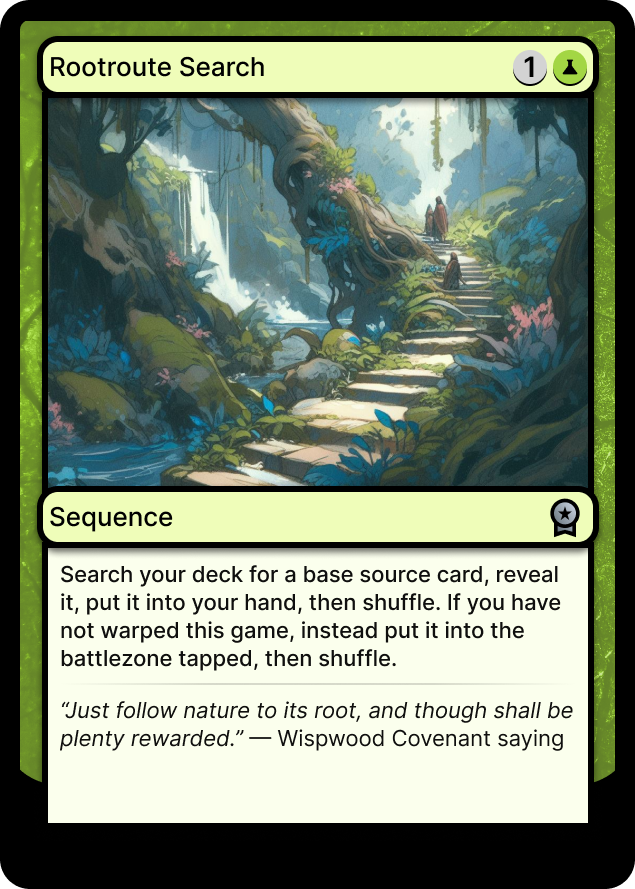 Rootroute Search
1
Sequence
Search your deck for a base source card, reveal
it, put it into your hand, then shuffle. If you have
not warped this game, instead put it into the
battlezone tapped, then shuffle.
“Just follow nature to its root, and though shall be
plenty rewarded.” — Wispwood Covenant saying